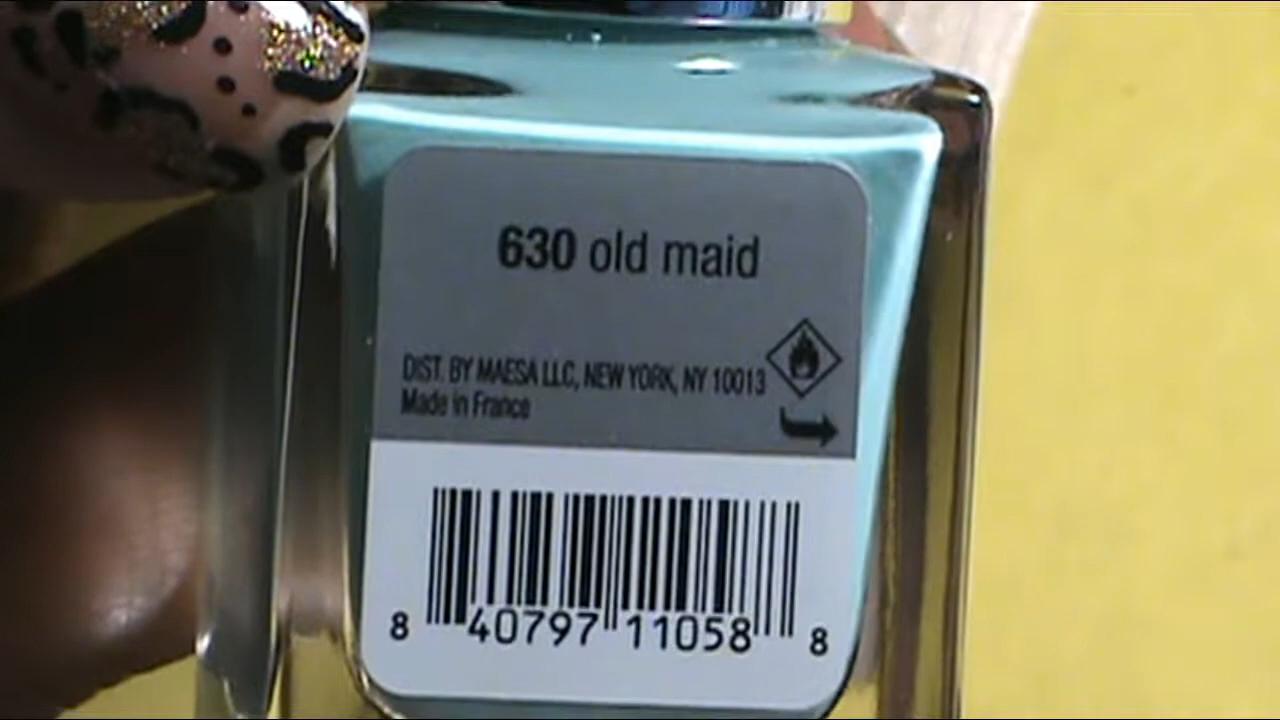 630 old maid
DIST. BY MAESA LLC, NEW YORK, NY 10013
Made in France
8 40797 11058 8